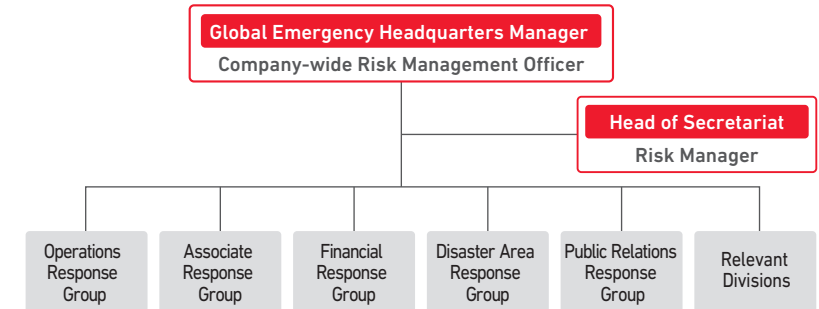 Global Emergency Headquarters Manager
Company-wide Risk Management Officer
Head of Secretariat
Risk Manager
Operations
Response
Group
Associate
Response
Group
Financial
Response
Group
Disaster Area
Response
Group
Public Relations
Response
Group
Relevant
Divisions